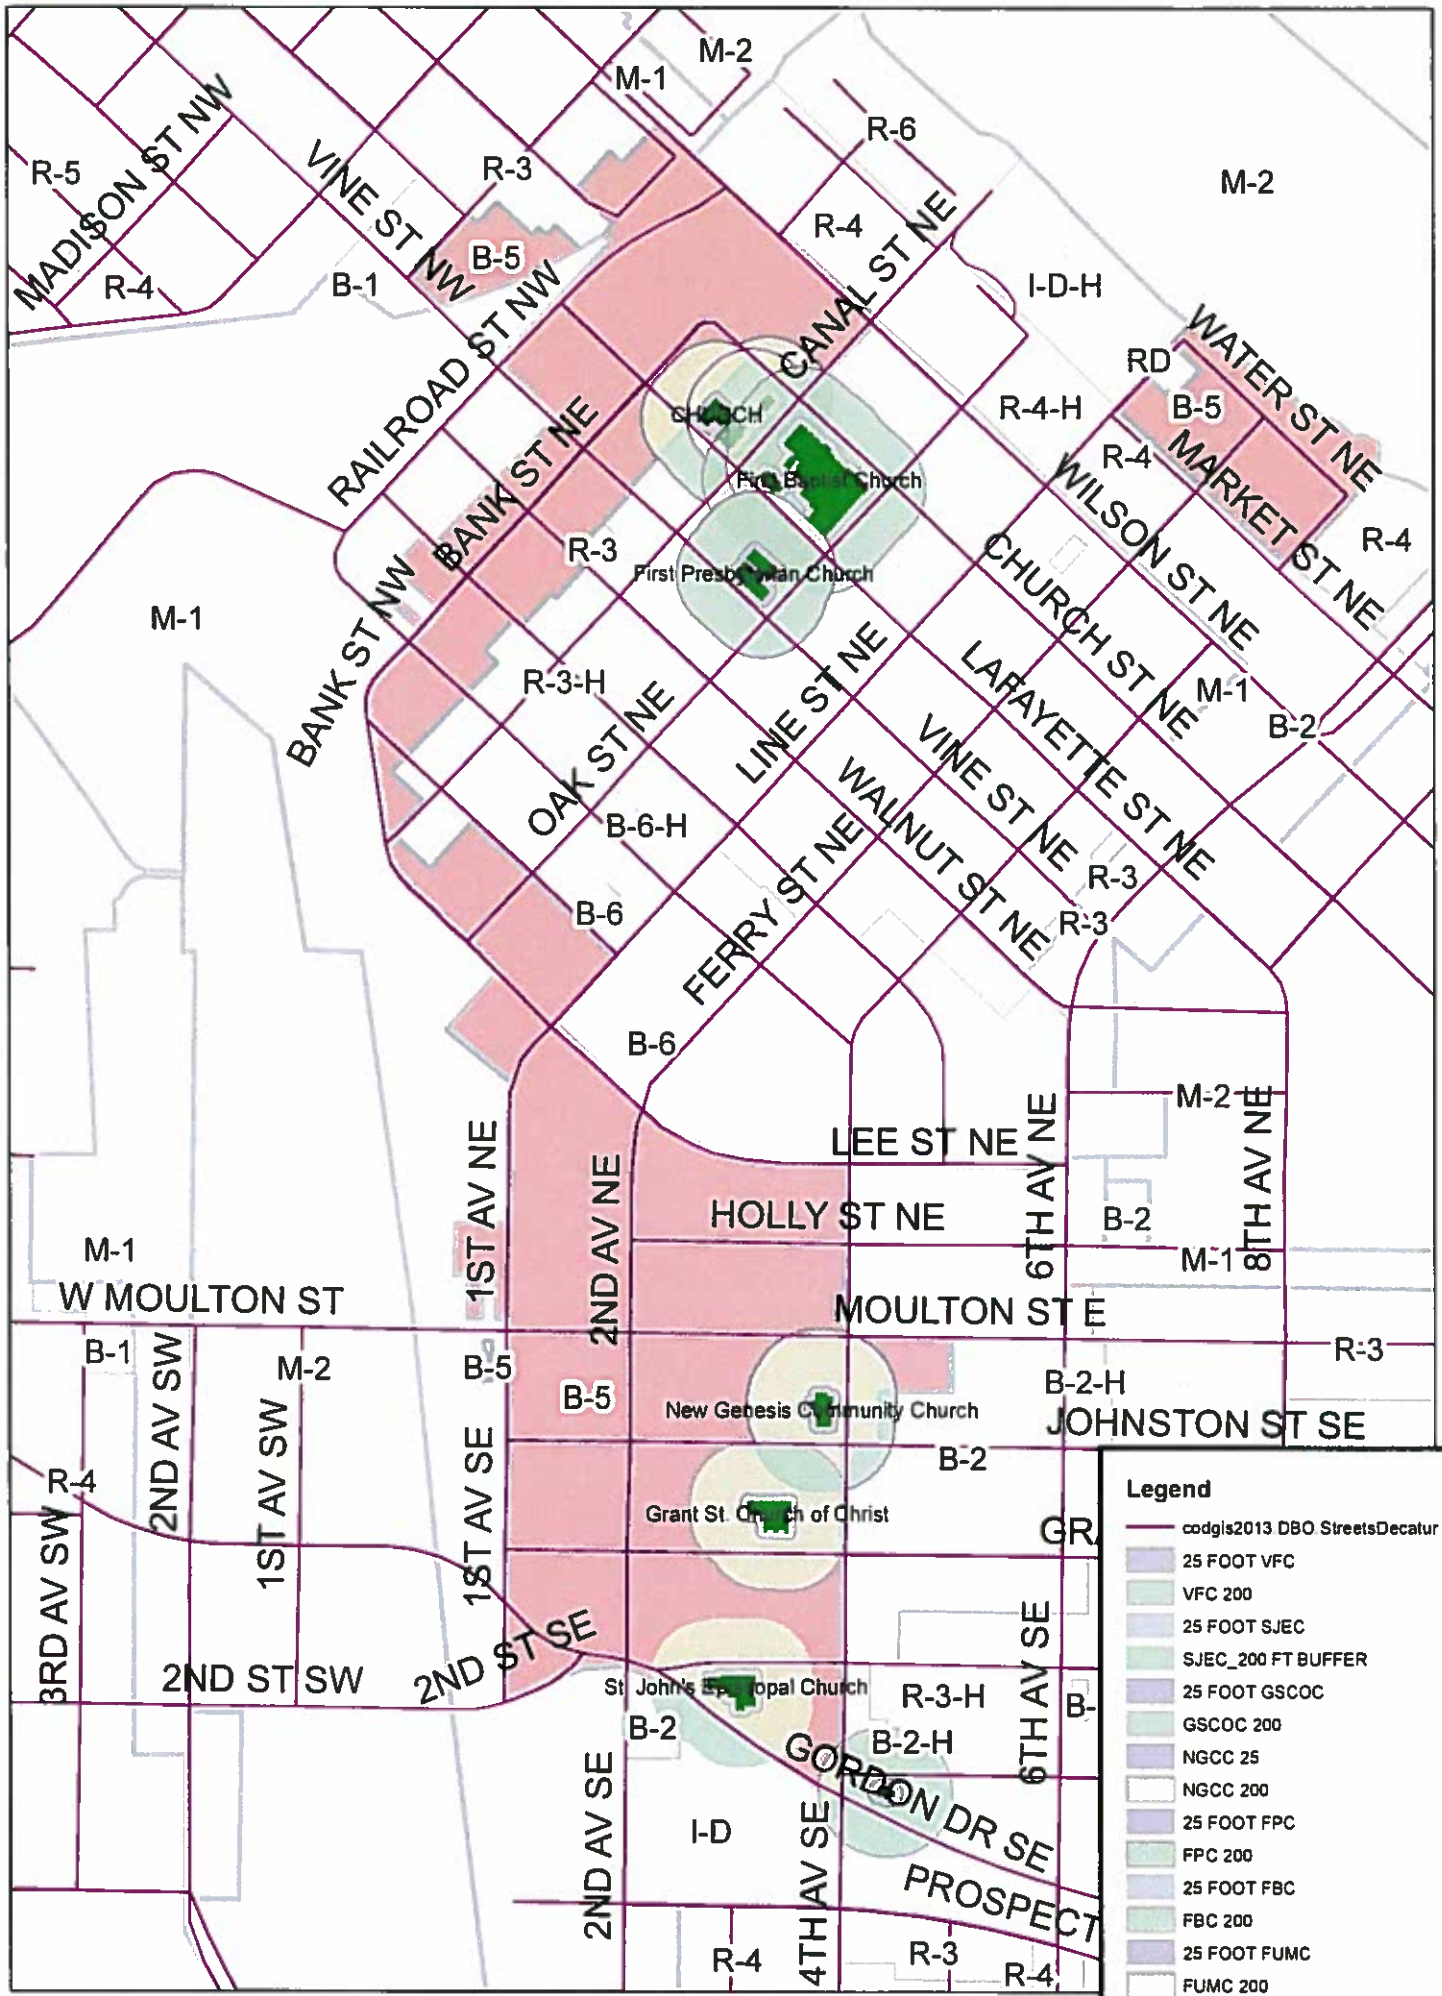 M-2
M-1
R-6
R-5
MADISON ST NW
VINE ST NW
R-3
M-2
R-4
CANAL ST NE
R-4
B-1
B-5
I-D-H
RAILROAD ST NW
WATER ST NE
RD
B-5
CHURCH
R-4-H
BANK ST NE
First Baptist Church
R-4
MARKET ST NE
WILSON ST NE
R-4
R-3
First Presbyterian Church
CHURCH ST NE
M-1
BANK ST NW
R-3-H
LAFAYETTE ST NE
M-1
B-2
OAK ST NE
LINE ST NE
VINE ST NE
B-6-H
WALNUT ST NE
R-3
B-6
FERRY ST NE
R-3
B-6
M-2
LEE ST NE
1ST AV NE
2ND AV NE
HOLLY ST NE
6TH AV NE
B-2
8TH AV NE
M-1
M-1
W MOULTON ST
MOULTON ST E
B-1
2ND AV SW
M-2
B-5
B-5
R-3
B-2-H
New Genesis Community Church
JOHNSTON ST SE
B-2
R-4
1ST AV SW
1ST AV SE
Grant St. Church of Christ
GR
3RD AV SW
2ND ST SW
2ND ST SE
St. John's Episcopal Church
R-3-H
6TH AV SE
B-
B-2
B-2-H
GORDON DR SE
2ND AV SE
I-D
4TH AV SE
PROSPECT
R-4
R-3
R-4
Legend
codgis2013.DBO.StreetsDecatur
25 FOOT VFC
VFC 200
25 FOOT SJEC
SJEC_200 FT BUFFER
25 FOOT GSCOC
GSCOC 200
NGCC 25
NGCC 200
25 FOOT FPC
FPC 200
25 FOOT FBC
FBC 200
25 FOOT FUMC
FUMC 200